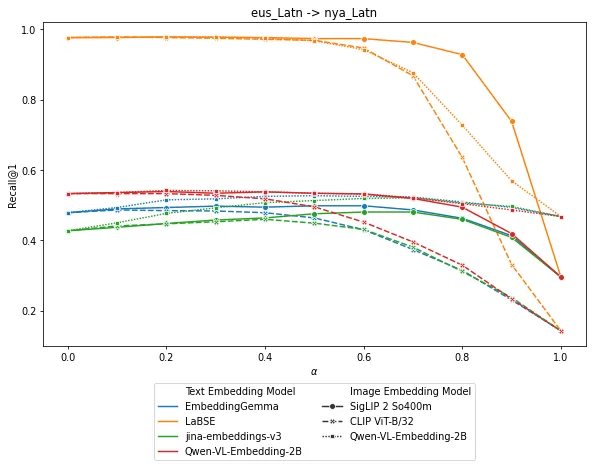 eus_Latn -> nya_Latn
1.0
0.8
0.6
0.4
0.2
Recall@1
0.0 0.2 0.4 0.6 0.8 1.0
α
Text Embedding Model Image Embedding Model
EmbeddingGemma SigLIP 2 So400m
LaBSE CLIP ViT-B/32
jina-embeddings-v3 Qwen-VL-Embedding-2B
Qwen-VL-Embedding-2B